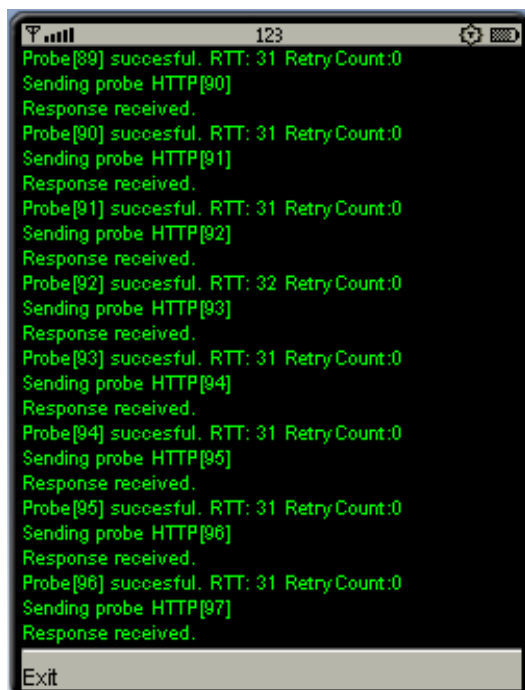 123
Probe[89] succesful. RTT: 31 Retry Count:0
Sending probe HTTP[90]
Response received.
Probe[90] succesful. RTT: 31 Retry Count:0
Sending probe HTTP[91]
Response received.
Probe[91] succesful. RTT: 31 Retry Count:0
Sending probe HTTP[92]
Response received.
Probe[92] succesful. RTT: 32 Retry Count:0
Sending probe HTTP[93]
Response received.
Probe[93] succesful. RTT: 31 Retry Count:0
Sending probe HTTP[94]
Response received.
Probe[94] succesful. RTT: 31 Retry Count:0
Sending probe HTTP[95]
Response received.
Probe[95] succesful. RTT: 31 Retry Count:0
Sending probe HTTP[96]
Response received.
Probe[96] succesful. RTT: 31 Retry Count:0
Sending probe HTTP[97]
Response received.
Exit